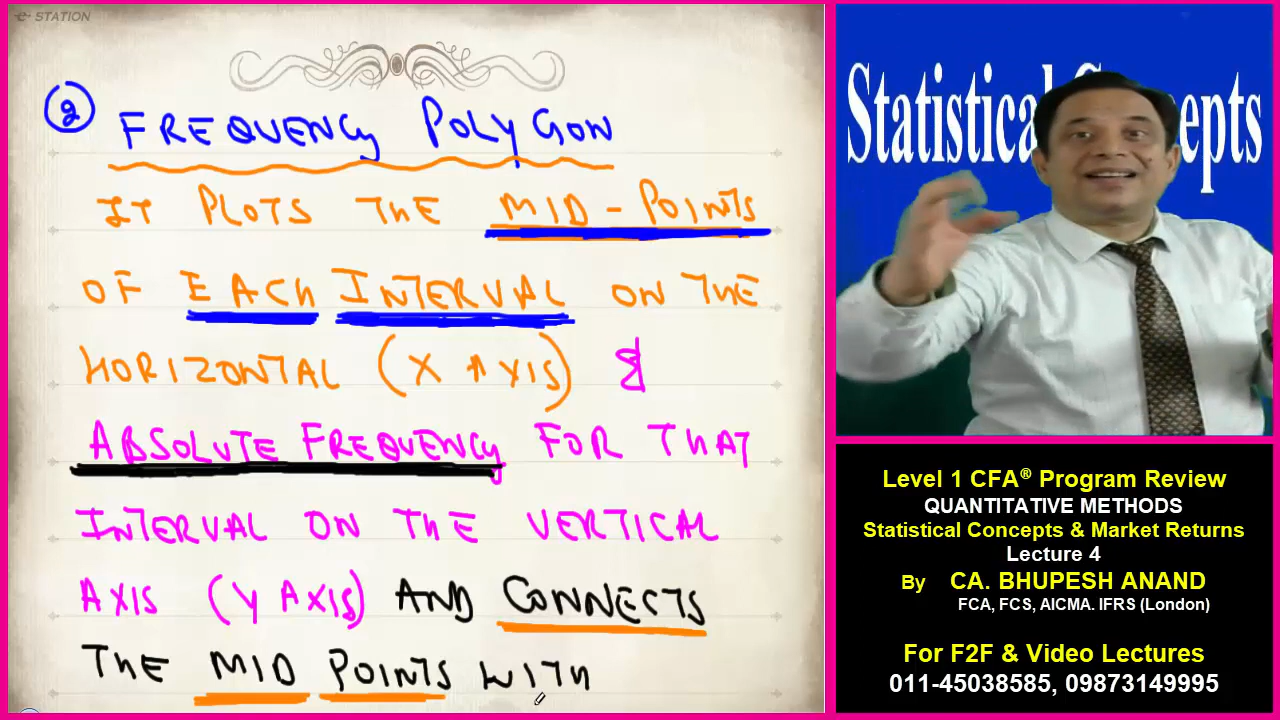 e-STATION
② FREQUENCY POLYGON
IT PLOTS THE MID-POINTS
OF EACH INTERVAL ON THE
HORIZONTAL (X AXIS) &
ABSOLUTE FREQUENCY FOR THAT
INTERVAL ON THE VERTICAL
AXIS (Y AXIS) AND CONNECTS
THE MID POINTS WITH
Statistical C cepts
Level 1 CFA® Program Review
QUANTITATIVE METHODS
Statistical Concepts & Market Returns
Lecture 4
By CA. BHUPESH ANAND
FCA, FCS, AICMA. IFRS (London)
For F2F & Video Lectures
011-45038585, 09873149995